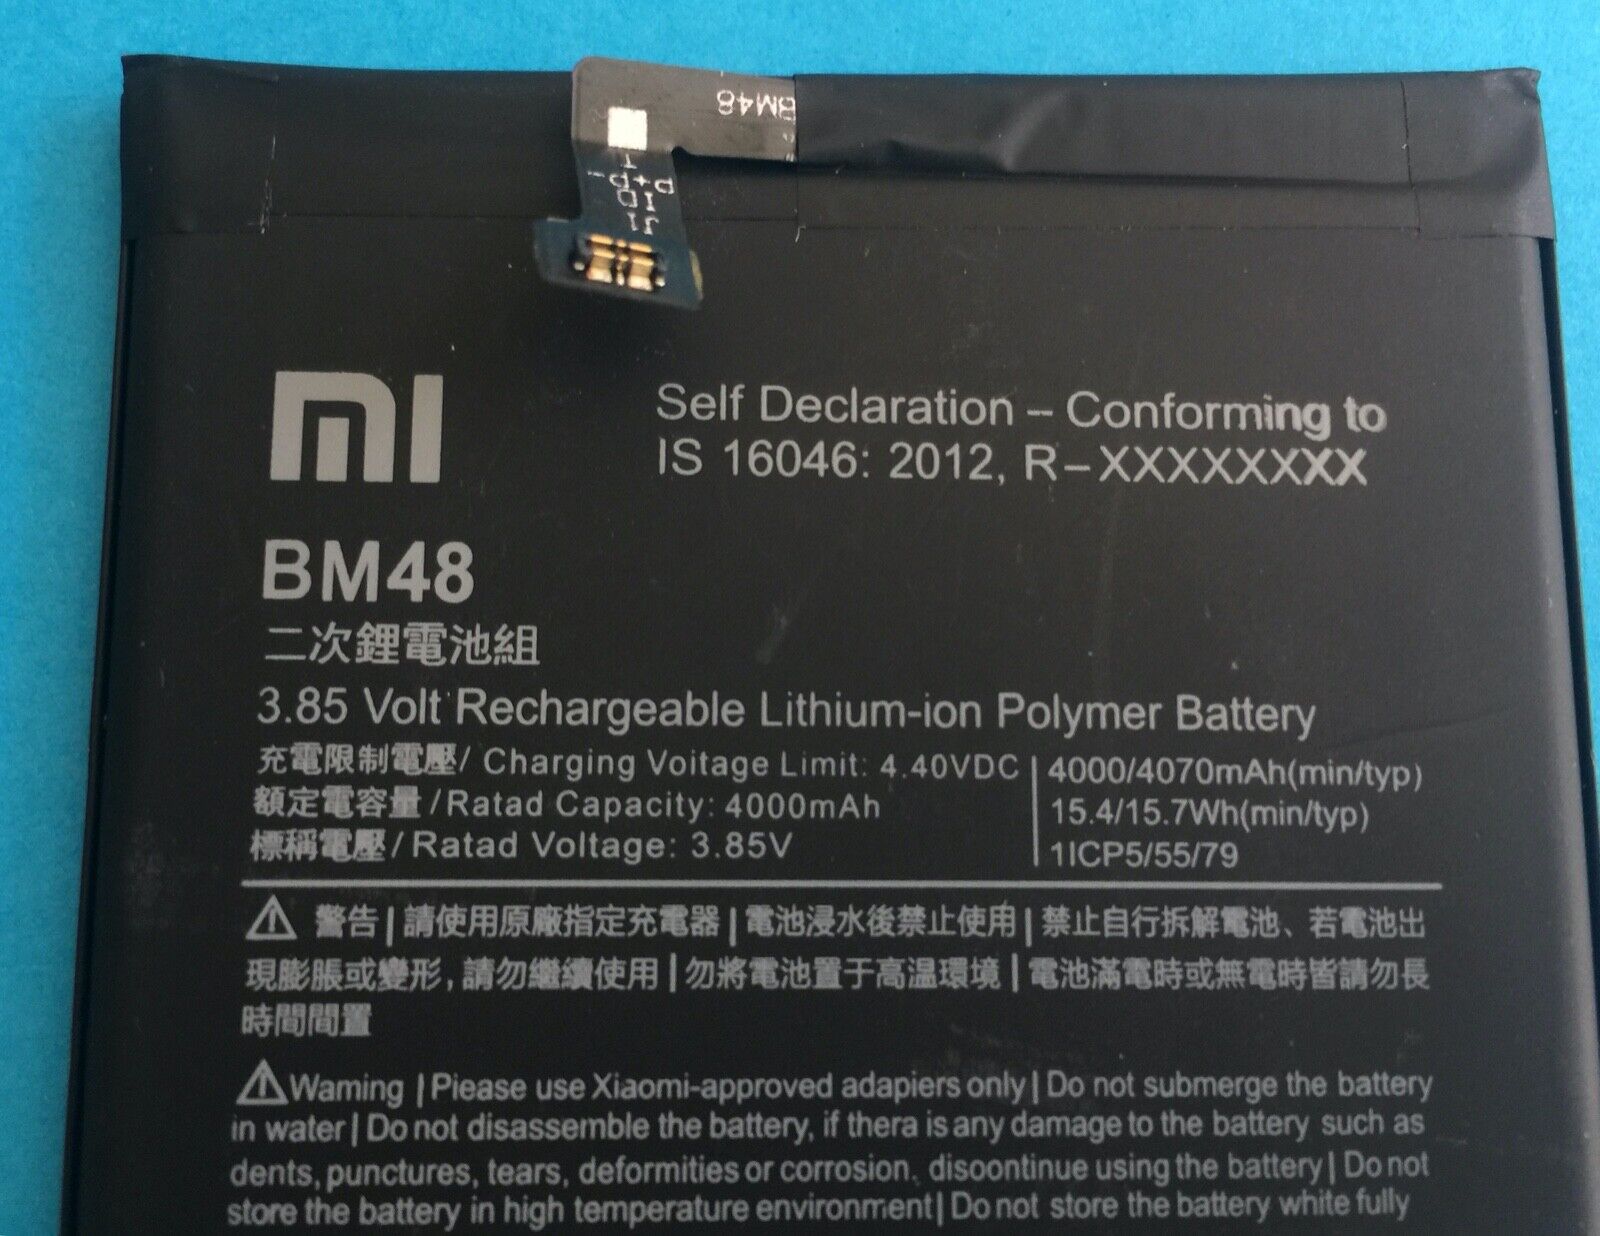 BM48
T
P+P-
ID
J1
mi
Self Declaration – Conforming to
IS 16046: 2012, R–XXXXXXXX
BM48
二次鋰電池組
3.85 Volt Rechargeable Lithium-ion Polymer Battery
充電限制電壓/ Charging Voitage Limit: 4.40VDC
額定電容量/Ratad Capacity: 4000mAh
標稱電壓/Ratad Voltage: 3.85V
4000/4070mAh(min/typ)
15.4/15.7Wh(min/typ)
1ICP5/55/79
警告|請使用原廠指定充電器|電池浸水後禁止使用|禁止自行拆解電池、若電池出
現膨脹或變形,請勿繼續使用|勿將電池置于高溫環境|電池滿電時或無電時皆請勿長
時間間置
Waming |Piease use Xiaomi-approved adapiers only| Do not submerge the battery
in water| Do not disassemble the battery, if thera is any damage to the battery such as
dents, punctures, tears, deformities or corrosion, disoontinue using the battery| Do not
store the battery in high temperature environment| Do not store the battery white fully